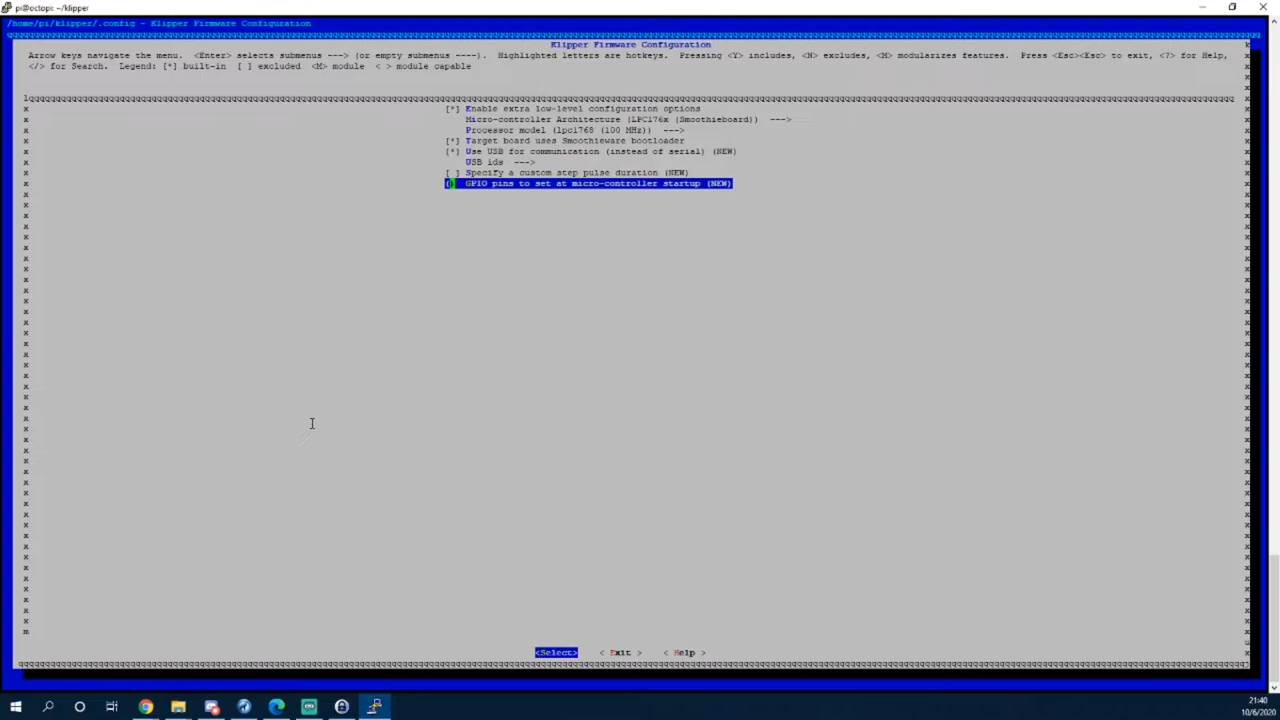 pi@octopi: ~/klipper
/home/pi/klipper/.config - Klipper Firmware Configuration
Klipper Firmware Configuration
Arrow keys navigate the menu. <Enter> selects submenus ---> (or empty submenus ----). Highlighted letters are hotkeys. Pressing <Y> includes, <N> excludes, <M> modularizes features. Press <Esc><Esc> to exit, <?> for Help,
</> for Search. Legend: [*] built-in [ ] excluded <M> module < > module capable
[*] Enable extra low-level configuration options
Micro-controller Architecture (LPC176x (Smoothieboard)) --->
Processor model (lpc1768 (100 MHz)) --->
[*] Target board uses Smoothieware bootloader
[*] Use USB for communication (instead of serial) (NEW)
USB ids --->
[ ] Specify a custom step pulse duration (NEW)
() GPIO pins to set at micro-controller startup (NEW)
<Select> < Exit > < Help >
21:40
10/6/2020